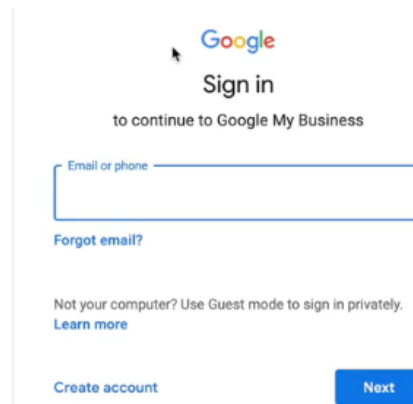 Google
Sign in
to continue to Google My Business
Email or phone
Forgot email?
Not your computer? Use Guest mode to sign in privately.
Learn more
Create account
Next